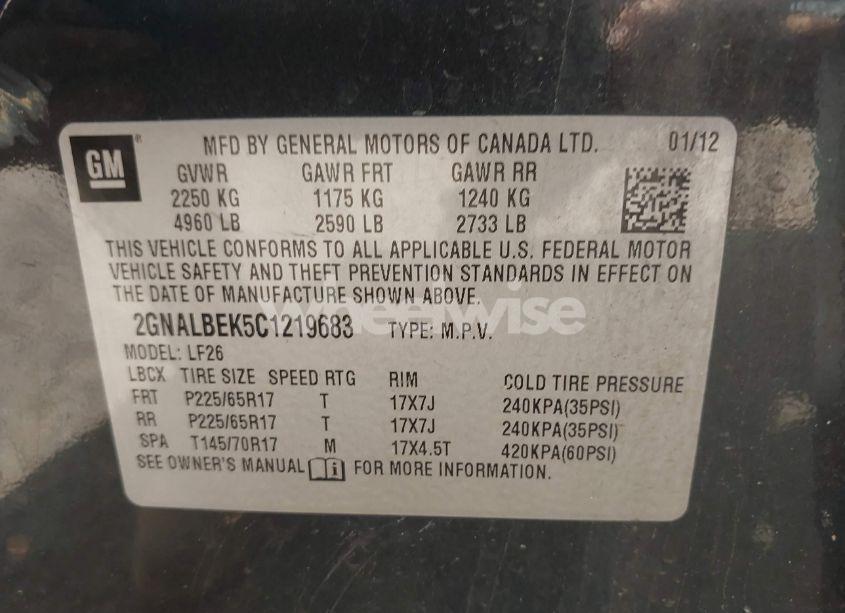 GM
MFD BY GENERAL MOTORS OF CANADA LTD. 01/12
GVWR GAWR FRT GAWR RR
2250 KG 1175 KG 1240 KG
4960 LB 2590 LB 2733 LB
THIS VEHICLE CONFORMS TO ALL APPLICABLE U.S. FEDERAL MOTOR
VEHICLE SAFETY AND THEFT PREVENTION STANDARDS IN EFFECT ON
THE DATE OF MANUFACTURE SHOWN ABOVE.
wheelwise
2GNALBEK5C1219683 TYPE: M.P.V.
MODEL: LF26
LBCX TIRE SIZE SPEED RTG RIM COLD TIRE PRESSURE
FRT P225/65R17 T 17X7J 240KPA(35PSI)
RR P225/65R17 T 17X7J 240KPA(35PSI)
SPA T145/70R17 M 17X4.5T 420KPA(60PSI)
SEE OWNER'S MANUAL i FOR MORE INFORMATION.